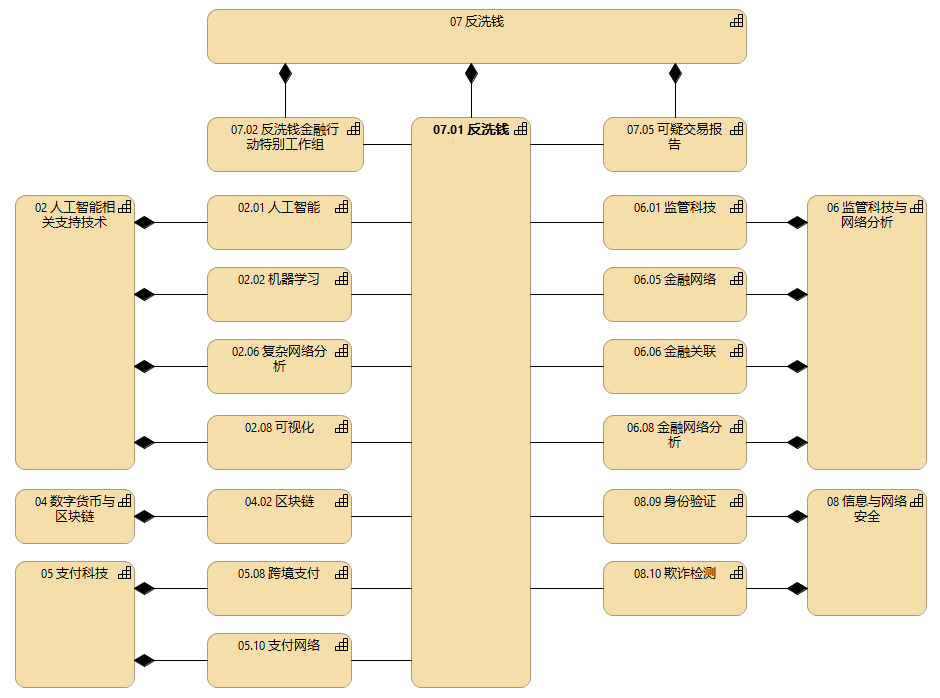 07 反洗钱
07.02 反洗钱金融行
动特别工作组
07.01 反洗钱
07.05 可疑交易报
告
02 人工智能相
关支持技术
02.01 人工智能
06.01 监管科技
06 监管科技与
网络分析
02.02 机器学习
06.05 金融网络
02.06 复杂网络分
析
06.06 金融关联
02.08 可视化
06.08 金融网络分
析
04 数字货币与
区块链
04.02 区块链
08.09 身份验证
08 信息与网络
安全
05 支付科技
05.08 跨境支付
08.10 欺诈检测
05.10 支付网络